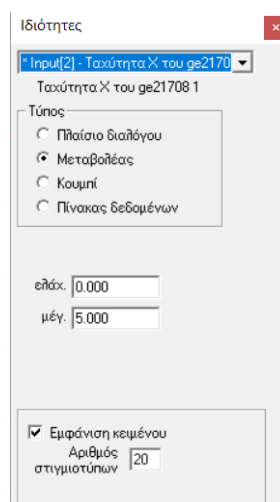 Ιδιότητες
* Input[2] - Ταχύτητα X του ge2170
Ταχύτητα X του ge21708 1
Τύπος
Πλαίσιο διαλόγου
Μεταβολέας
Κουμπί
Πίνακας δεδομένων
ελάχ. 0.000
μέγ. 5.000
Εμφάνιση κειμένου
Αριθμός
στιγμιοτύπων 20